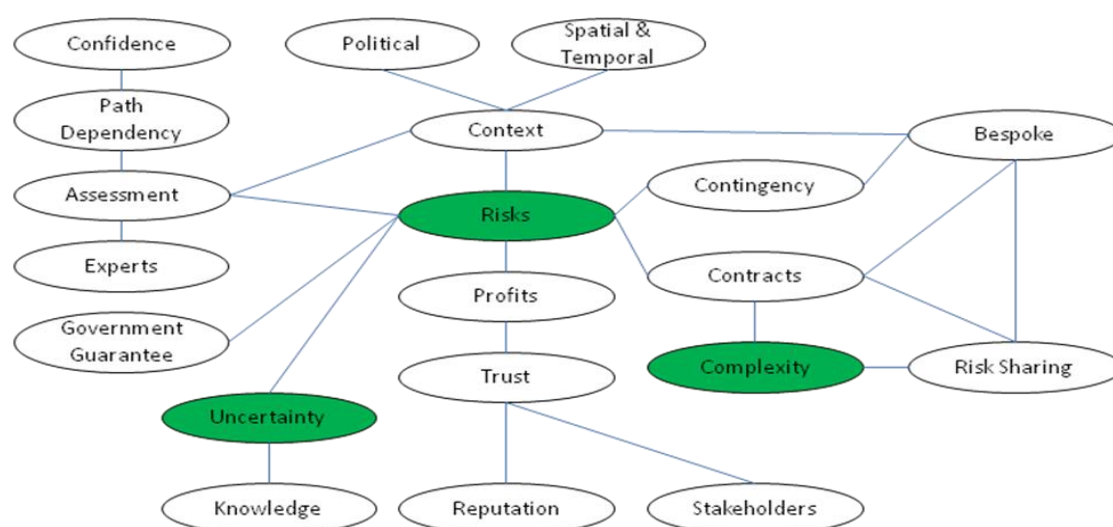 Confidence
Political
Spatial &
Temporal
Path
Dependency
Context
Bespoke
Assessment
Contingency
Risks
Experts
Contracts
Profits
Government
Guarantee
Complexity
Risk Sharing
Trust
Uncertainty
Knowledge
Reputation
Stakeholders